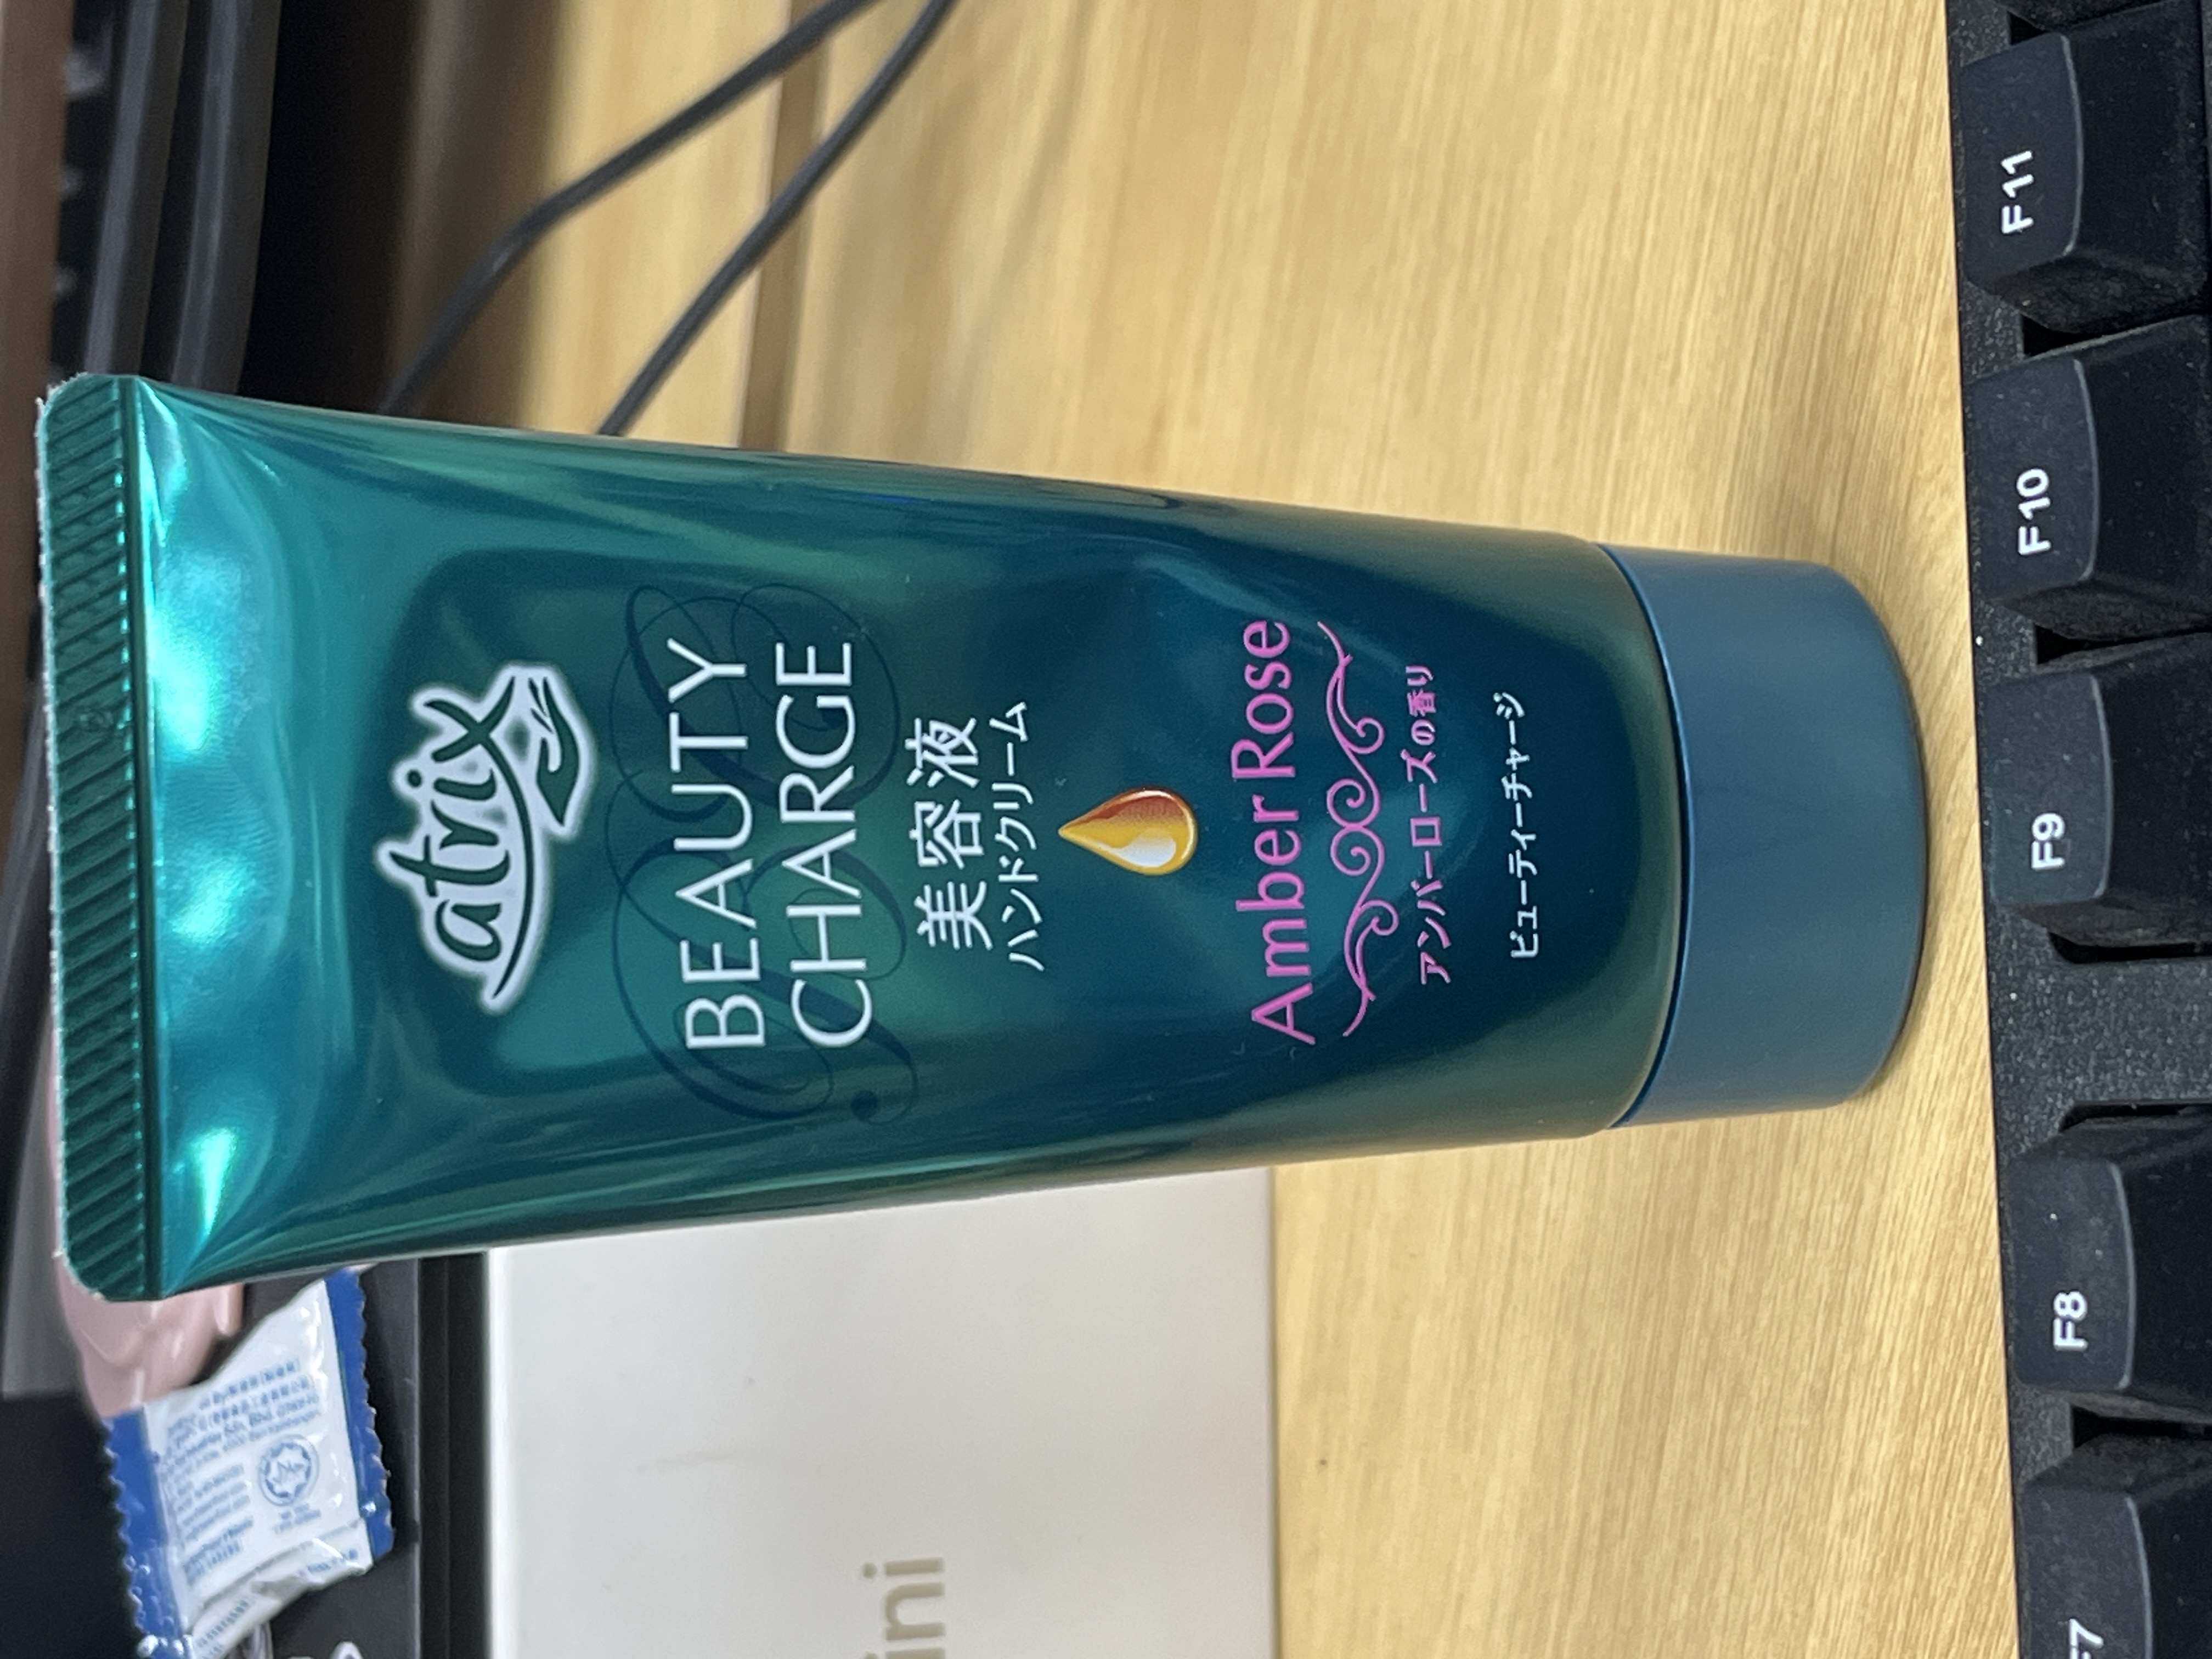 atrix
BEAUTY
CHARGE
美容液
ハンドクリーム
Amber Rose
アンバーローズの香り
ビューティーチャージ
F8
F9
F10
F11